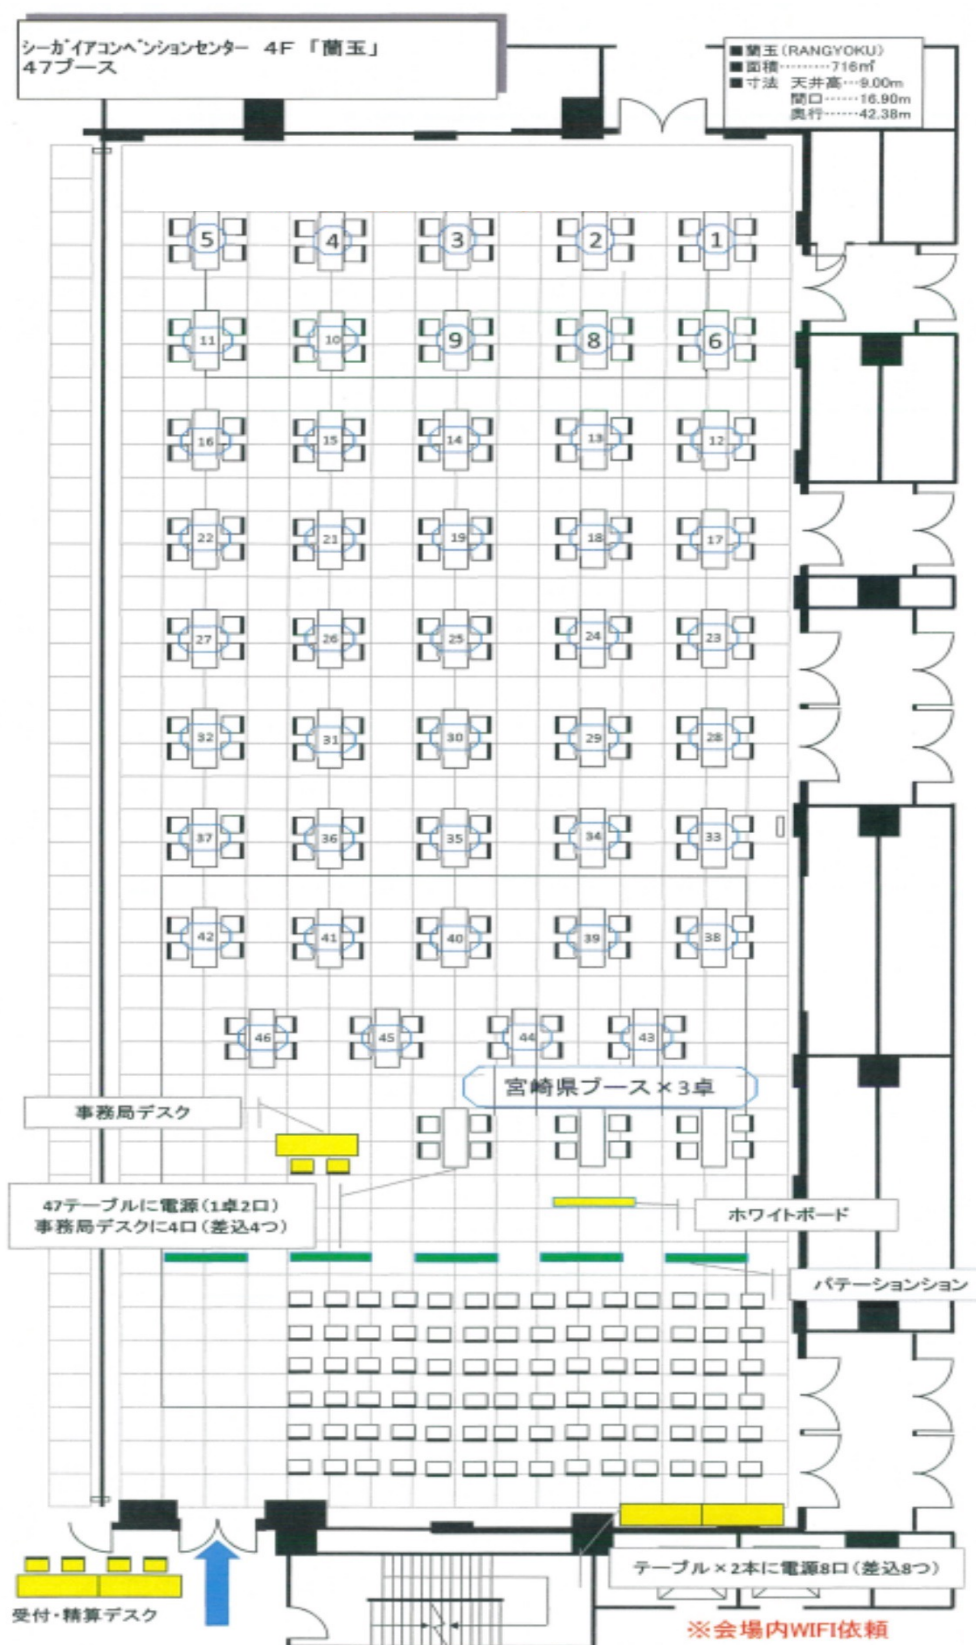 シーガイアコンベンションセンター 4F 「蘭玉」
47ブース
■蘭玉(RANGYOKU)
■面積………716㎡
■寸法 天井高…9.00m
間口……16.90m
奥行……42.38m
5 4 3 2 1
11 10 9 8 6
16 15 14 13 12
22 21 19 18 17
27 26 25 24 23
32 31 30 29 28
37 36 35 34 33
42 41 40 39 38
46 45 44 43
宮崎県ブース×3卓
事務局デスク
47テーブルに電源(1卓2口)
事務局デスクに4口(差込4つ)
ホワイトボード
パテーションション
テーブル×2本に電源8口(差込8つ)
受付・精算デスク
※会場内WIFI依頼